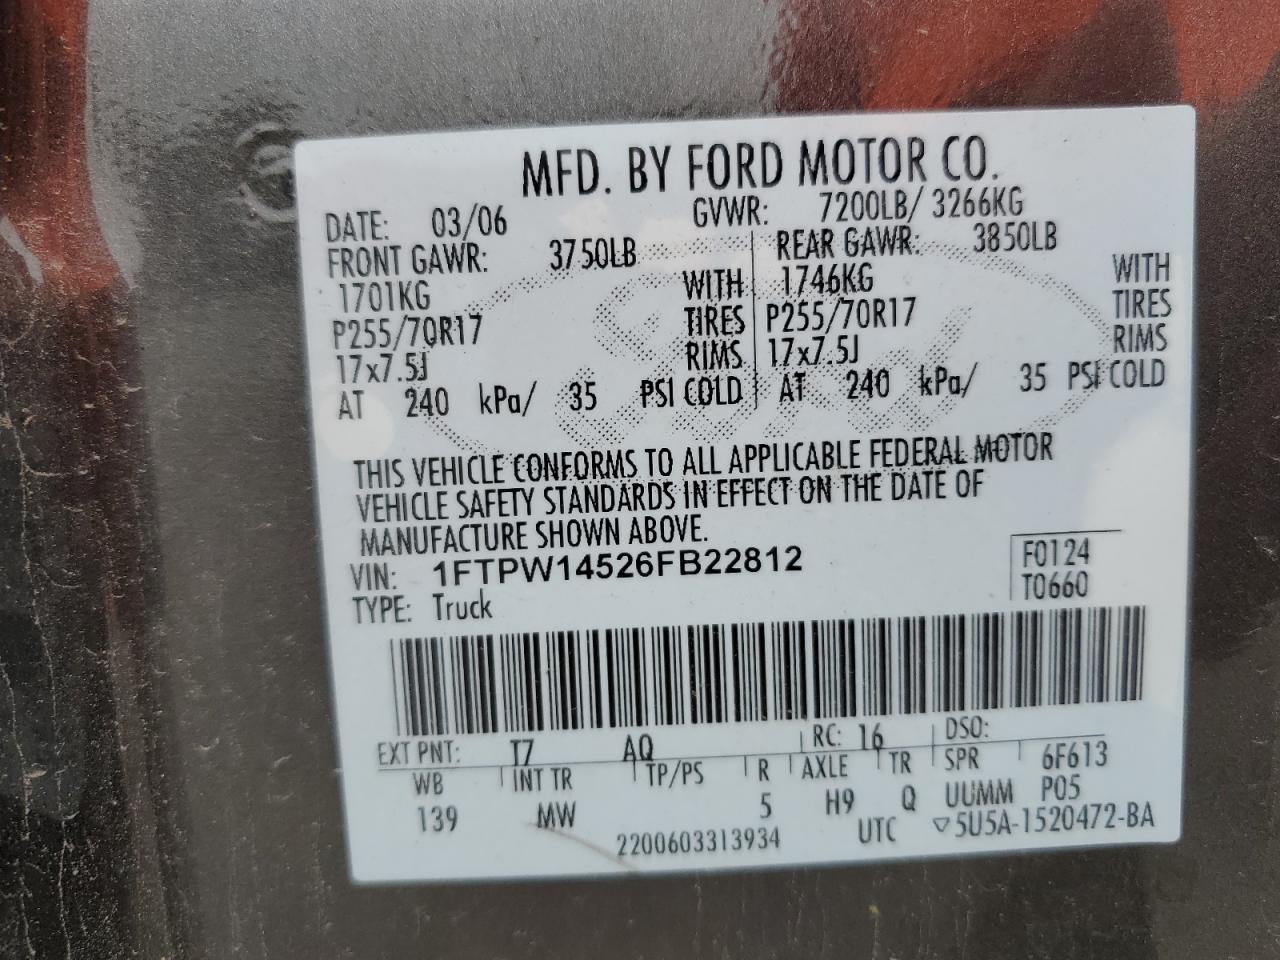 MFD. BY FORD MOTOR CO.
DATE: 03/06 GVWR: 7200LB/ 3266KG
FRONT GAWR: 3750LB REAR GAWR: 3850LB
1701KG WITH 1746KG WITH
P255/70R17 TIRES P255/70R17 TIRES
17x7.5J RIMS 17x7.5J RIMS
AT 240 kPa/ 35 PSI COLD AT 240 kPa/ 35 PSI COLD
THIS VEHICLE CONFORMS TO ALL APPLICABLE FEDERAL MOTOR
VEHICLE SAFETY STANDARDS IN EFFECT ON THE DATE OF
MANUFACTURE SHOWN ABOVE.
VIN: 1FTPW14526FB22812 F0124
TYPE: Truck T0660
EXT PNT: T7 AQ RC: 16 DSO:
WB INT TR TP/PS R AXLE TR SPR 6F613
139 MW 5 H9 Q UUMM P05
2200603313934 UTC ▽5U5A-1520472-BA
Ford